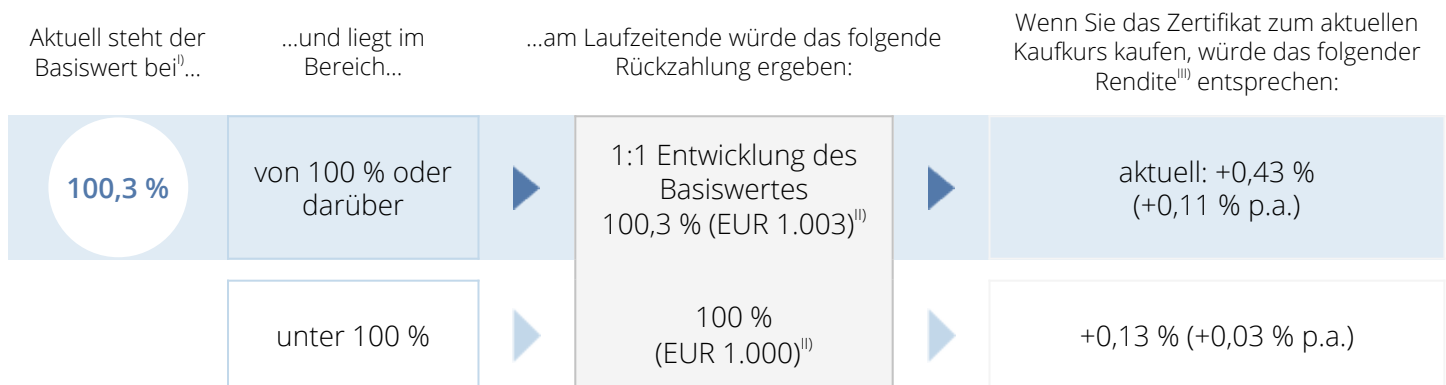 Aktuell steht der
Basiswert bei¹⁾...
...und liegt im
Bereich...
...am Laufzeitende würde das folgende
Rückzahlung ergeben:
Wenn Sie das Zertifikat zum aktuellen
Kaufkurs kaufen, würde das folgender
Rendite III) entsprechen:
100,3 %
von 100 % oder
darüber
1:1 Entwicklung des
Basiswertes
100,3 % (EUR 1.003) II)
aktuell: +0,43 %
(+0,11 % p.a.)
unter 100 %
100 %
(EUR 1.000) II)
+0,13 % (+0,03 % p.a.)